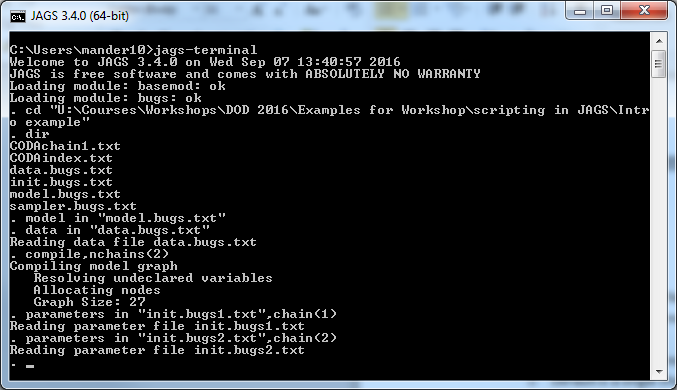 JAGS 3.4.0 (64-bit)
C:\Users\mander10>jags-terminal
Welcome to JAGS 3.4.0 on Wed Sep 07 13:40:57 2016
JAGS is free software and comes with ABSOLUTELY NO WARRANTY
Loading module: basemod: ok
Loading module: bugs: ok
. cd "U:\Courses\Workshops\DOD 2016\Examples for Workshop\scripting in JAGS\Intr
o example"
. dir
CODAchain1.txt
CODAindex.txt
data.bugs.txt
init.bugs.txt
model.bugs.txt
sampler.bugs.txt
. model in "model.bugs.txt"
. data in "data.bugs.txt"
Reading data file data.bugs.txt
. compile,nchains(2)
Compiling model graph
   Resolving undeclared variables
   Allocating nodes
   Graph Size: 27
. parameters in "init.bugs1.txt",chain(1)
Reading parameter file init.bugs1.txt
. parameters in "init.bugs2.txt",chain(2)
Reading parameter file init.bugs2.txt
. _